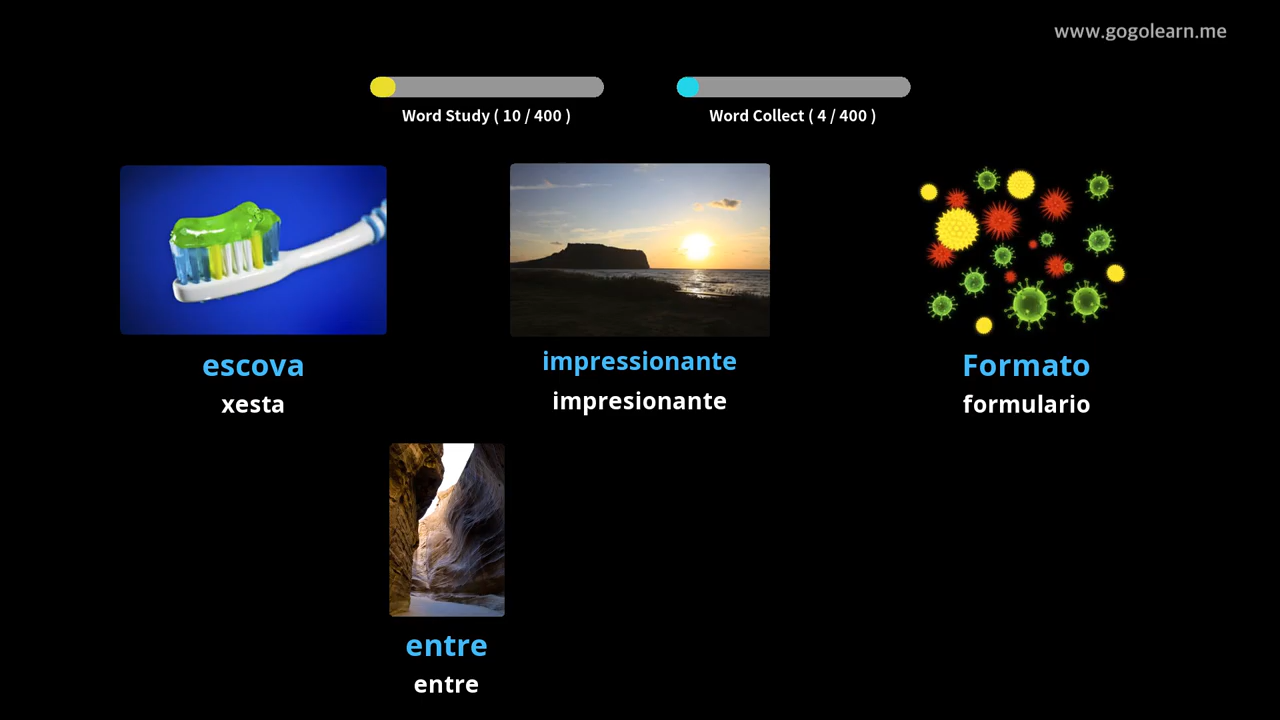 www.gogolearn.me
Word Study ( 10 / 400 )
Word Collect ( 4 / 400 )
escova
xesta
impressionante
impresionante
Formato
formulario
entre
entre